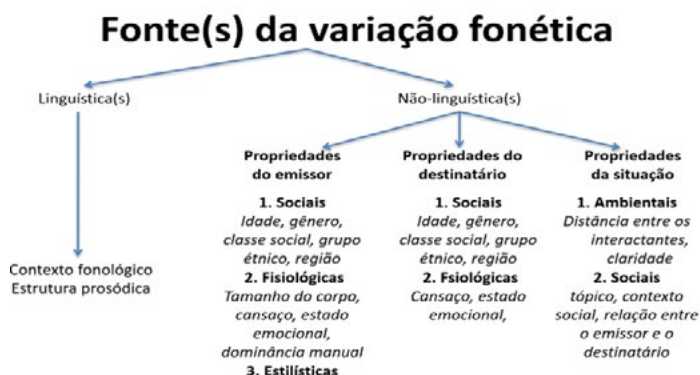 Fonte(s) da variação fonética
Linguística(s)
Não-linguística(s)
Contexto fonológico
Estrutura prosódica
Propriedades
do emissor
1. Sociais
Idade, gênero,
classe social, grupo
étnico, região
2. Fisiológicas
Tamanho do corpo,
cansaço, estado
emocional,
dominância manual
3. Estilísticas
Propriedades do
destinatário
1. Sociais
Idade, gênero,
classe social, grupo
étnico, região
2. Fsiológicas
Cansaço, estado
emocional,
Propriedades
da situação
1. Ambientais
Distância entre os
interactantes,
claridade
2. Sociais
tópico, contexto
social, relação entre
o emissor e o
destinatário